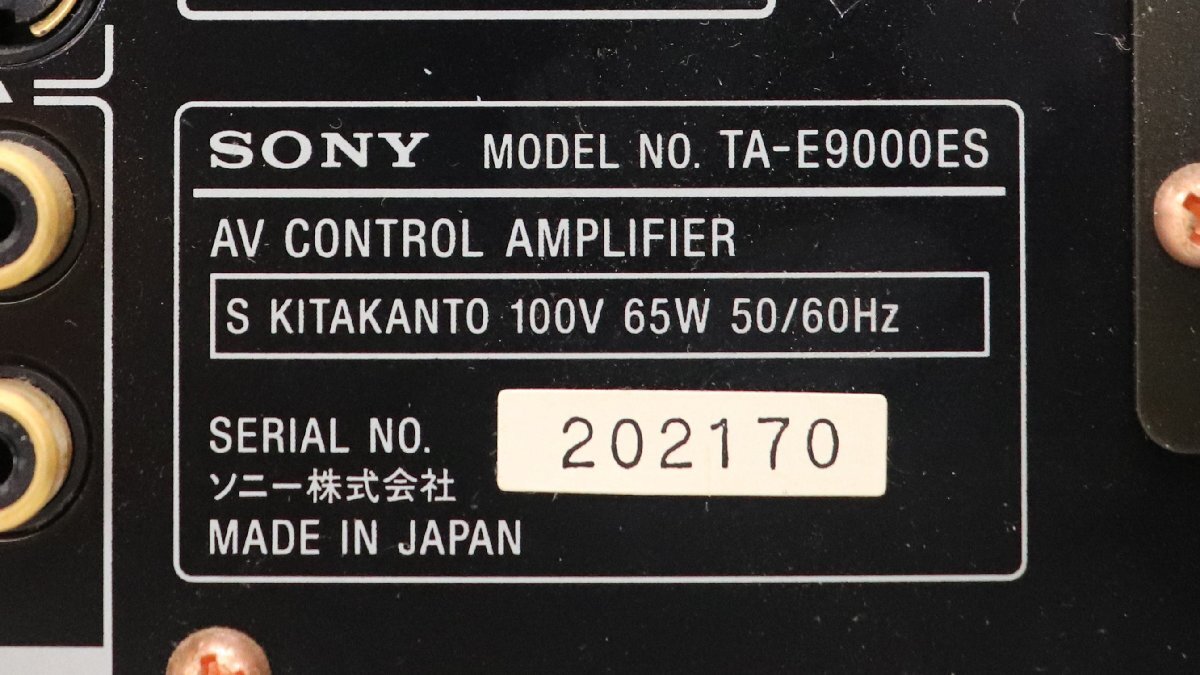 SONY MODEL NO. TA-E9000ES
AV CONTROL AMPLIFIER
S KITAKANTO 100V 65W 50/60Hz
SERIAL NO. 202170
ソニー株式会社
MADE IN JAPAN